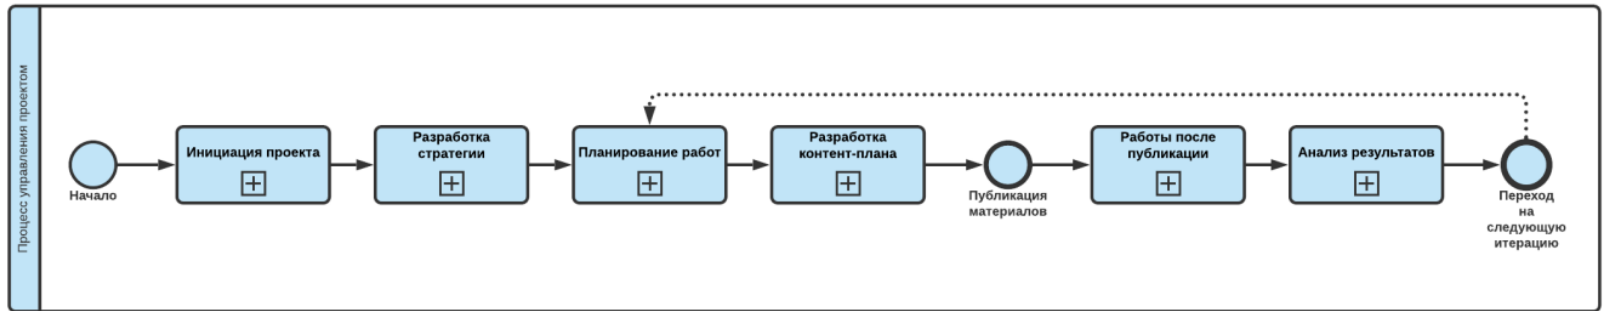 Процесс управления проектом
Начало
Инициация проекта
Разработка
стратегии
Планирование работ
Разработка
контент-плана
Публикация
материалов
Работы после
публикации
Анализ результатов
Переход
на
следующую
итерацию